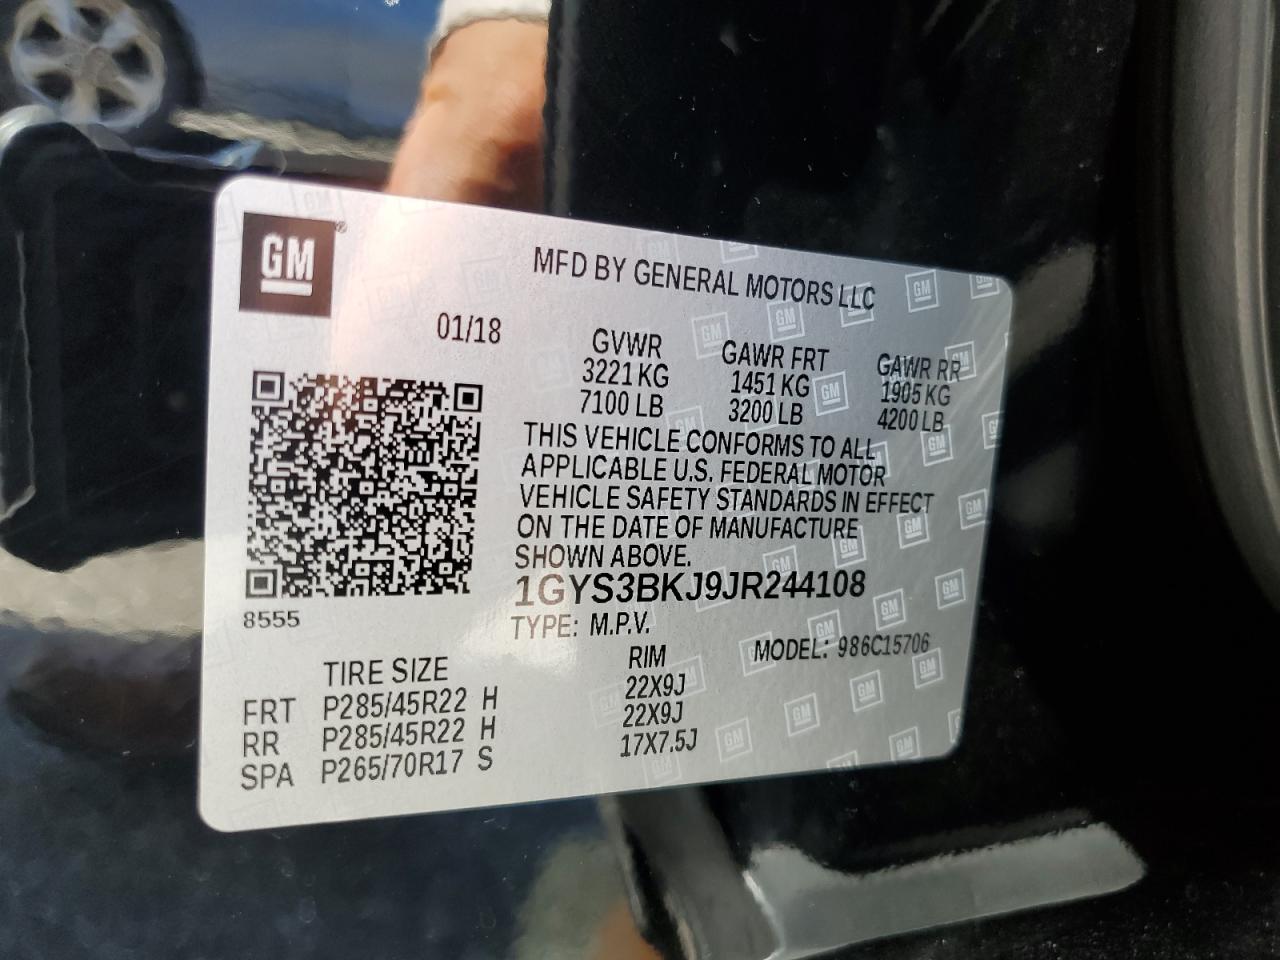 GM®
MFD BY GENERAL MOTORS LLC
01/18
GVWR GAWR FRT GAWR RR
3221 KG 1451 KG 1905 KG
7100 LB 3200 LB 4200 LB
THIS VEHICLE CONFORMS TO ALL
APPLICABLE U.S. FEDERAL MOTOR
VEHICLE SAFETY STANDARDS IN EFFECT
ON THE DATE OF MANUFACTURE
SHOWN ABOVE.
1GYS3BKJ9JR244108
8555
TYPE: M.P.V. MODEL: 986C15706
TIRE SIZE RIM
FRT P285/45R22 H 22X9J
RR P285/45R22 H 22X9J
SPA P265/70R17 S 17X7.5J